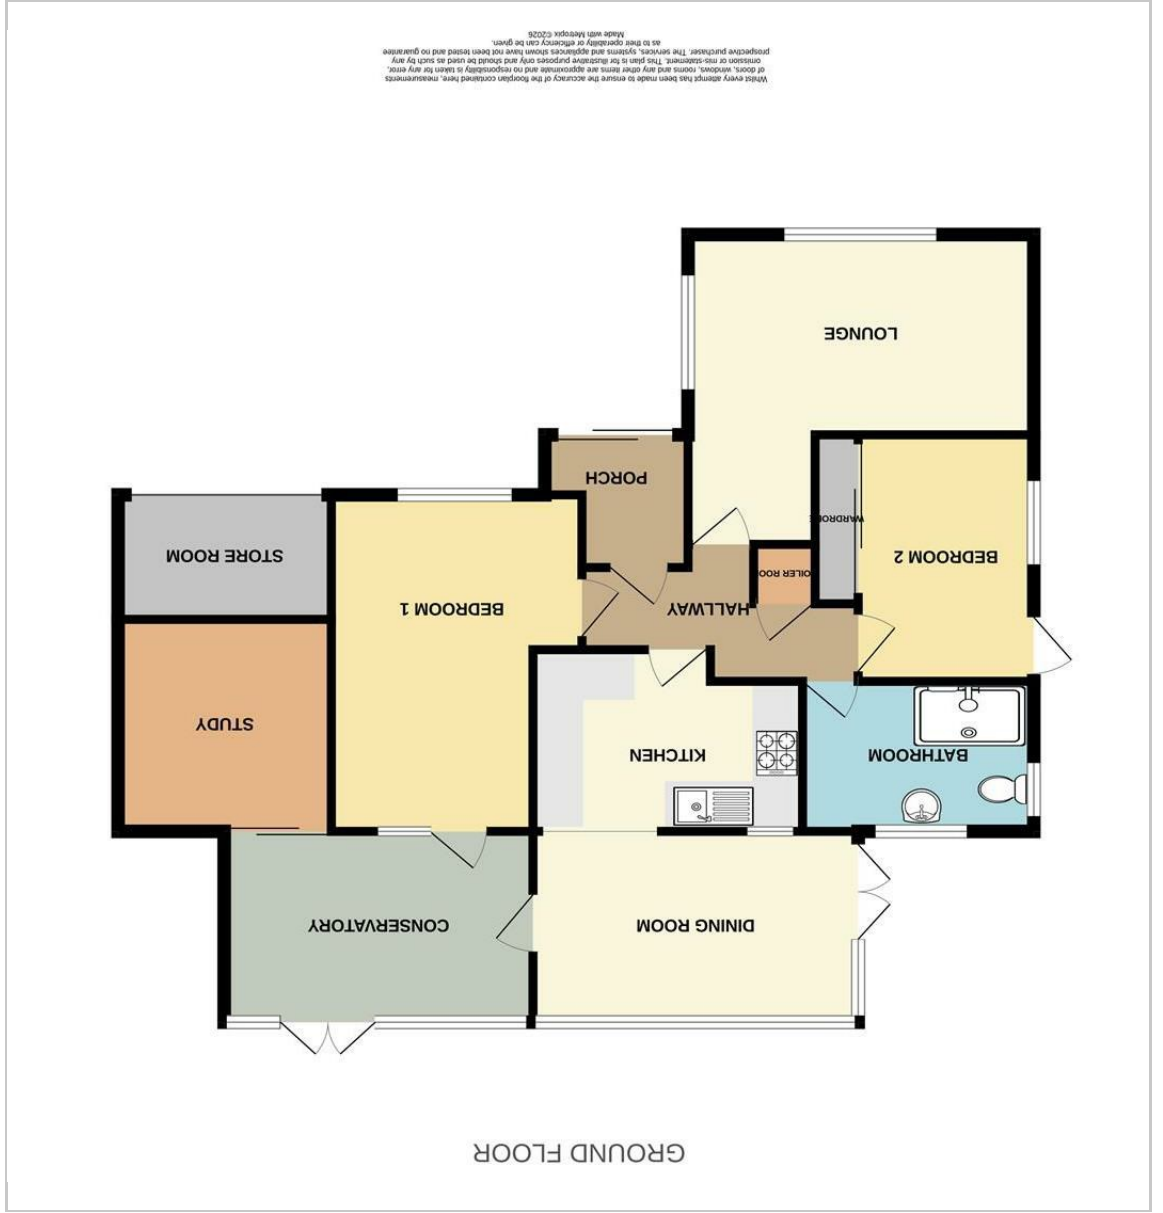 GROUND FLOOR
DINING ROOM
CONSERVATORY
BATHROOM
KITCHEN
STUDY
HALLWAY
BEDROOM 1
OILER ROO
BEDROOM 2
STORE ROOM
WARDROBE
PORCH
LOUNGE
Whilst every attempt has been made to ensure the accuracy of the floorplan contained here, measurements
of doors, windows, rooms and any other items are approximate and no responsibility is taken for any error,
omission or mis-statement. This plan is for illustrative purposes only and should be used as such by any
prospective purchaser. The services, systems and appliances shown have not been tested and no guarantee
as to their operability or efficiency can be given.
Made with Metropix ©2026